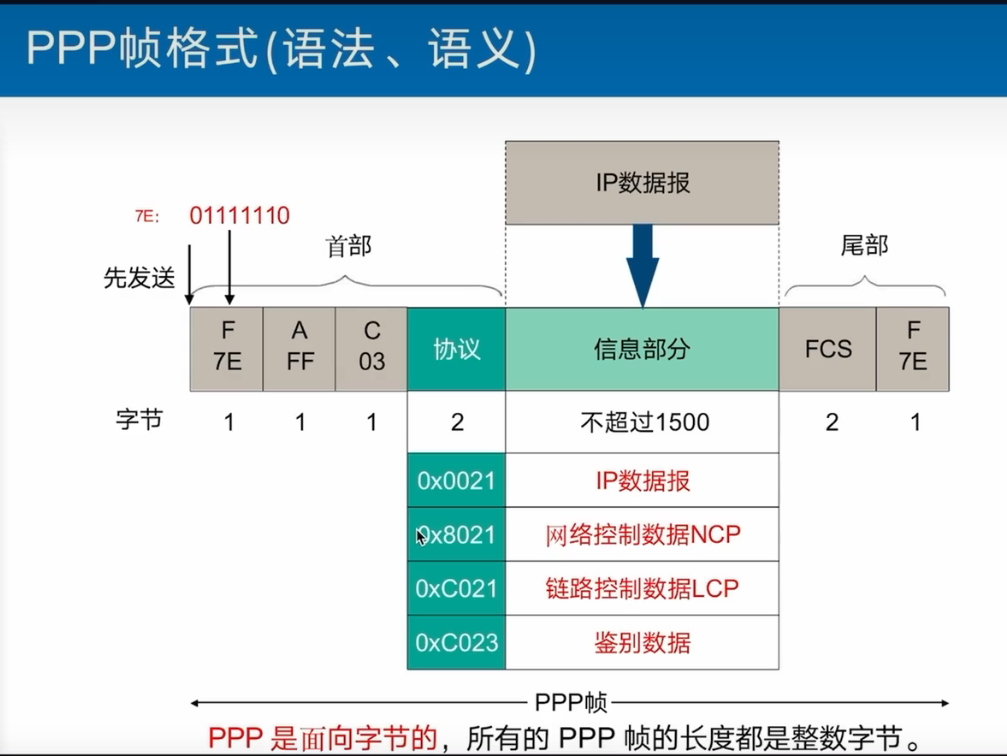 PPP帧格式(语法、语义)
IP数据报
7E: 01111110
首部
尾部
先发送
F
7E
A
FF
C
03
协议
信息部分
FCS
F
7E
字节 1 1 1 2 不超过1500 2 1
0x0021 IP数据报
0x8021 网络控制数据NCP
0xC021 链路控制数据LCP
0xC023 鉴别数据
PPP帧
PPP 是面向字节的，所有的 PPP 帧的长度都是整数字节。